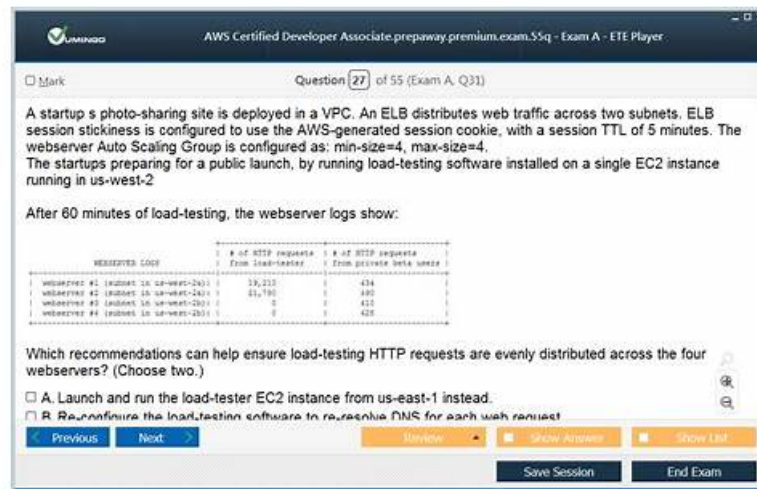 VUMINGO
AWS Certified Developer Associate.prepaway.premium.exam.55q - Exam A - ETE Player
Mark
Question 27 of 55 (Exam A, Q31)
A startup s photo-sharing site is deployed in a VPC. An ELB distributes web traffic across two subnets. ELB
session stickiness is configured to use the AWS-generated session cookie, with a session TTL of 5 minutes. The
webserver Auto Scaling Group is configured as: min-size=4, max-size=4.
The startups preparing for a public launch, by running load-testing software installed on a single EC2 instance
running in us-west-2
After 60 minutes of load-testing, the webserver logs show:
# of HTTP requests # of HTTP requests
WEBSERVER LOGS from load-tester from private beta users
webserver #1 (subnet in us-west-2a): 19,210 434
webserver #2 (subnet in us-west-2a): 21,790
webserver #3 (subnet in us-west-2b): 0
webserver #4 (subnet in us-west-2b): 0
Which recommendations can help ensure load-testing HTTP requests are evenly distributed across the four
webservers? (Choose two.)
A. Launch and run the load-tester EC2 instance from us-east-1 instead.
B. Re-configure the load-testing software to re-resolve DNS for each web request
Previous Next Review Show Answer Show List
Save Session End Exam